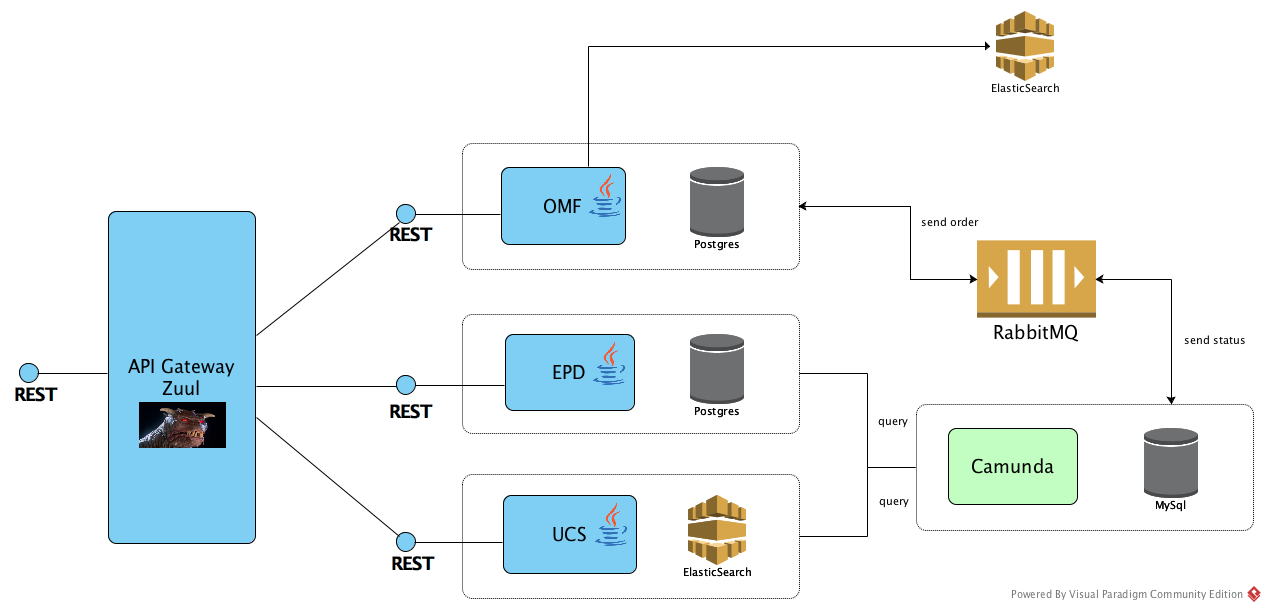 ElasticSearch
OMF
Postgres
REST
send order
RabbitMQ
API Gateway
Zuul
REST
EPD
Postgres
REST
send status
query
query
Camunda
MySql
UCS
ElasticSearch
REST
Powered By Visual Paradigm Community Edition